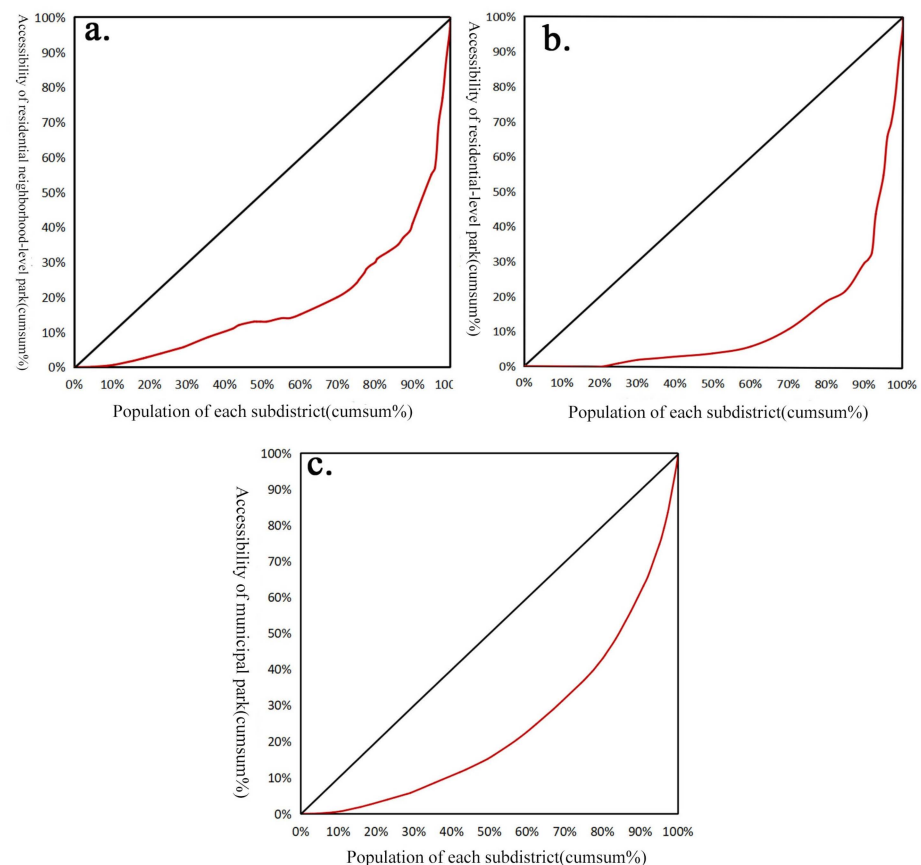 a.
Accessibility of residential neighborhood-level park(cumsum%)
100%
90%
80%
70%
60%
50%
40%
30%
20%
10%
0%
0% 10% 20% 30% 40% 50% 60% 70% 80% 90% 100
Population of each subdistrict(cumsum%)
b.
Accessibility of residential-level park(cumsum%)
100%
90%
80%
70%
60%
50%
40%
30%
20%
10%
0%
0% 10% 20% 30% 40% 50% 60% 70% 80% 90% 100%
Population of each subdistrict(cumsum%)
c.
Accessibility of municipal park(cumsum%)
100%
90%
80%
70%
60%
50%
40%
30%
20%
10%
0%
0% 10% 20% 30% 40% 50% 60% 70% 80% 90% 100%
Population of each subdistrict(cumsum%)